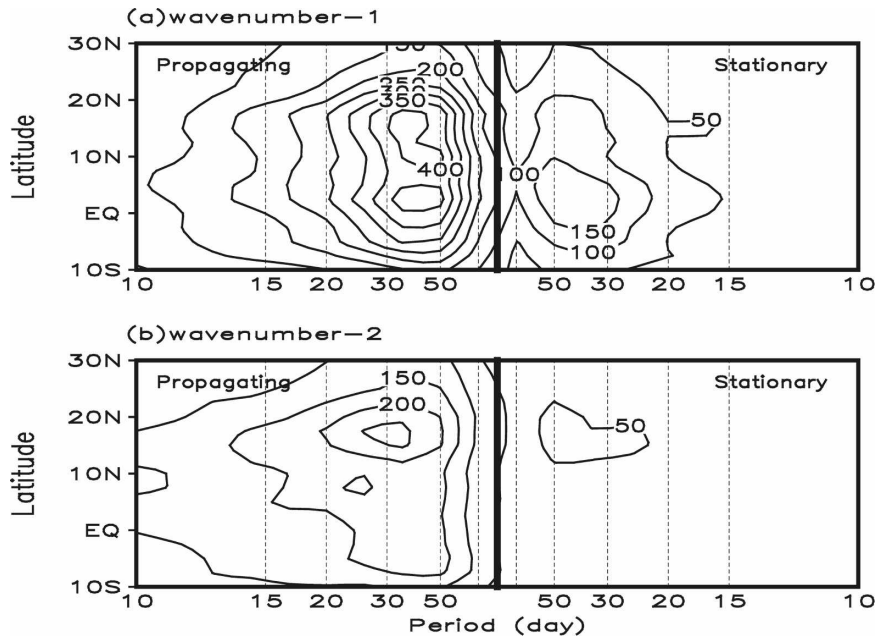 (a)wavenumber-1
30N
Propagating
Stationary
150
200
350
350
20N
50
10N
400
100
EQ
150
100
10S
Latitude
10 15 20 30 50 50 30 20 15 10
(b)wavenumber-2
30N
Propagating
Stationary
150
200
20N
50
10N
EQ
10S
Latitude
10 15 20 30 50 50 30 20 15 10
Period (day)